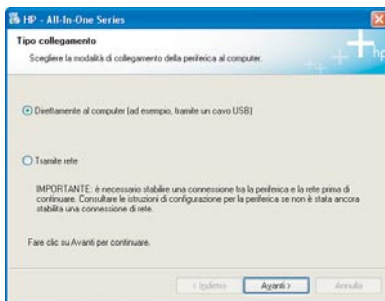 HP - All-In-One Series
Tipo collegamento
Scegliere la modalità di collegamento della periferica al computer.
hp
Direttamente al computer (ad esempio, tramite un cavo USB)
Tramite rete
IMPORTANTE: è necessario stabilire una connessione tra la periferica e la rete prima di
continuare. Consultare le istruzioni di configurazione per la periferica se non è stata ancora
stabilita una connessione di rete.
Fare clic su Avanti per continuare.
< Indietro Avanti > Annulla